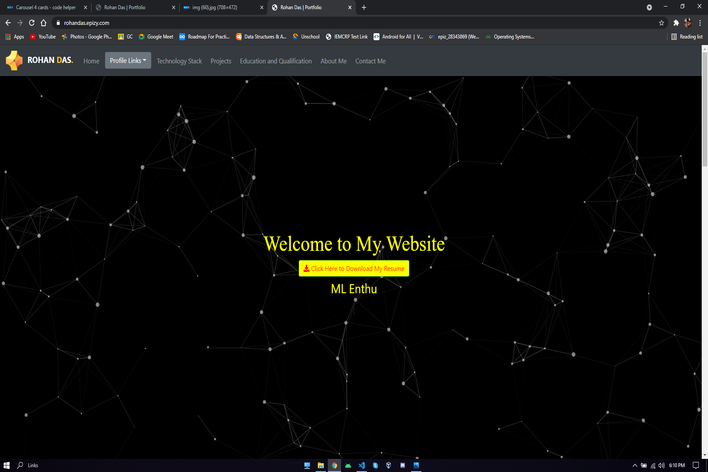 Carousel 4 cards - code helper
Rohan Das | Portfolio
img (60).jpg (708×472)
Rohan Das | Portfolio
rohandas.epizy.com
Apps
YouTube
Photos - Google Ph...
GC
Google Meet
Roadmap For Practi...
Data Structures & A...
Unschool
IEMCRP Test Link
Android for All | V...
epic_28343869 (We...
Operating Systems...
Reading list
ROHAN DAS.
Home
Profile Links
Technology Stack
Projects
Education and Qualification
About Me
Contact Me
Welcome to My Website
Click Here to Download My Resume
ML Enthu
Links
6:10 PM